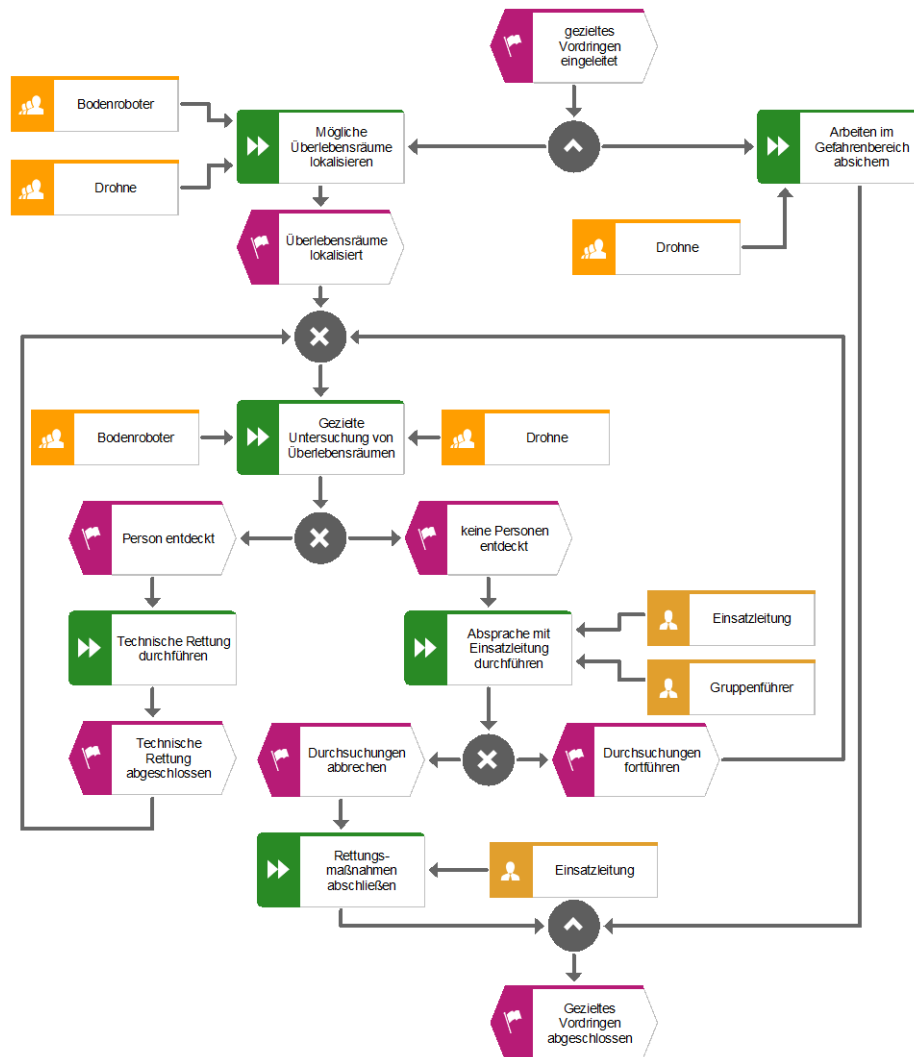 gezieltes
Vordringen
eingeleitet
Bodenroboter
Mögliche
Überlebensräume
lokalisieren
Arbeiten im
Gefahrenbereich
absichern
Drohne
Überlebensräume
lokalisiert
Drohne
Bodenroboter
Gezielte
Untersuchung von
Überlebensräumen
Drohne
Person entdeckt
keine Personen
entdeckt
Technische Rettung
durchführen
Absprache mit
Einsatzleitung
durchführen
Einsatzleitung
Gruppenführer
Technische
Rettung
abgeschlossen
Durchsuchungen
abbrechen
Durchsuchungen
fortführen
Rettungs-
maßnahmen
abschließen
Einsatzleitung
Gezieltes
Vordringen
abgeschlossen